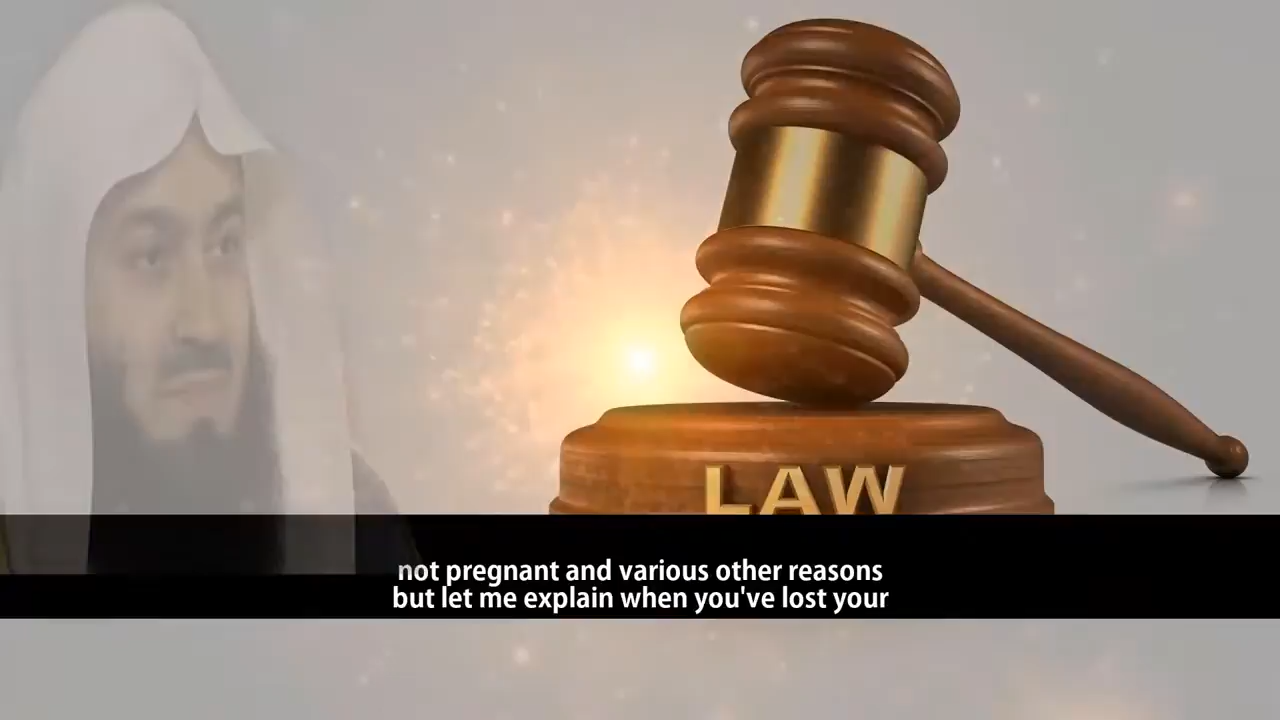 LAW
not pregnant and various other reasons
but let me explain when you've lost your